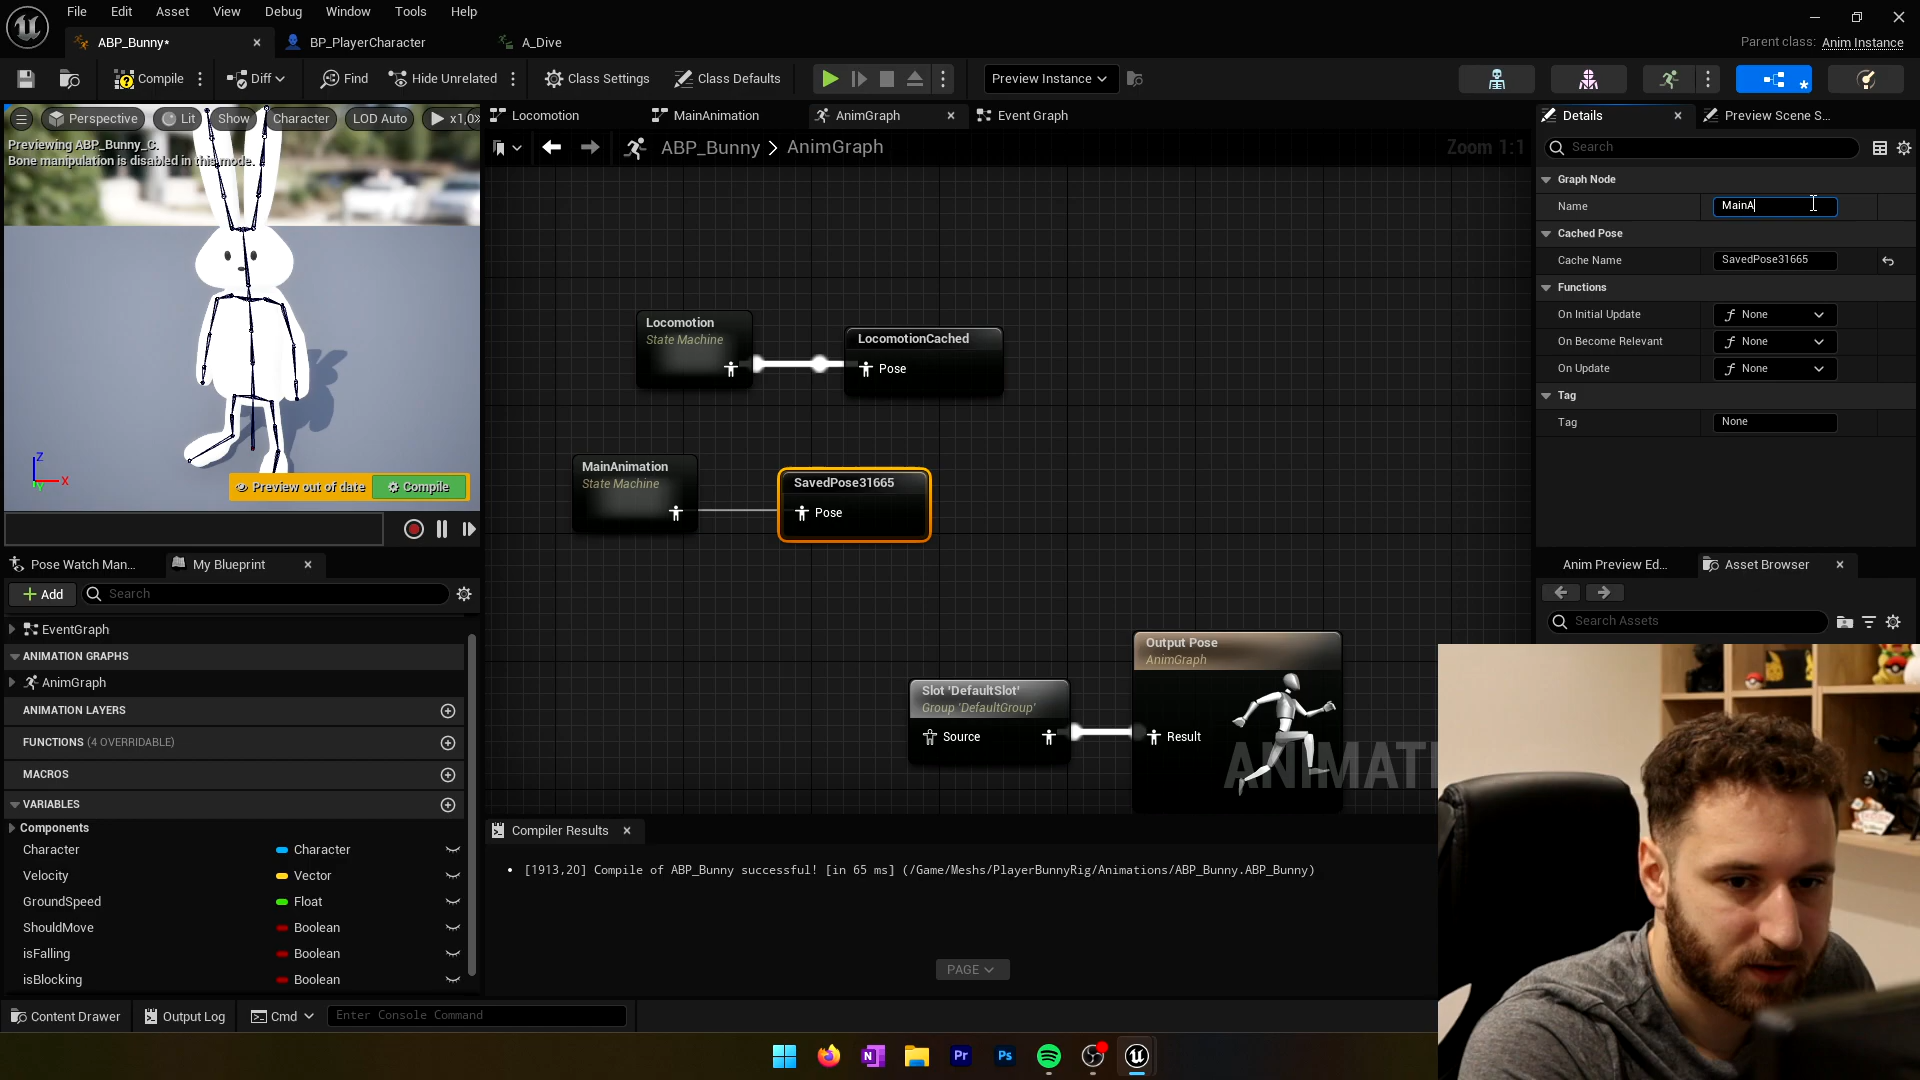 File Edit Asset View Debug Window Tools Help
ABP_Bunny*
BP_PlayerCharacter
A_Dive
Parent class: Anim Instance
Compile
Diff
Find
Hide Unrelated
Class Settings
Class Defaults
Preview Instance
Perspective
Lit
Show
Character
LOD Auto
x1,0
Previewing ABP_Bunny_C.
Bone manipulation is disabled in this mode.
Z
X
Y
Preview out of date
Compile
Locomotion
MainAnimation
AnimGraph
Event Graph
ABP_Bunny > AnimGraph
Zoom 1:1
Locomotion
State Machine
LocomotionCached
Pose
MainAnimation
State Machine
SavedPose31665
Pose
Slot 'DefaultSlot'
Group 'DefaultGroup'
Source
Output Pose
AnimGraph
Result
ANIMATI
Details
Preview Scene S...
Search
Graph Node
Name MainA
Cached Pose
Cache Name SavedPose31665
Functions
On Initial Update None
On Become Relevant None
On Update None
Tag
Tag None
Anim Preview Ed...
Asset Browser
Search Assets
Pose Watch Man...
My Blueprint
Add
Search
EventGraph
ANIMATION GRAPHS
AnimGraph
ANIMATION LAYERS
FUNCTIONS (4 OVERRIDABLE)
MACROS
VARIABLES
Components
Character Character
Velocity Vector
GroundSpeed Float
ShouldMove Boolean
isFalling Boolean
isBlocking Boolean
Compiler Results
[1913,20] Compile of ABP_Bunny successful! [in 65 ms] (/Game/Meshs/PlayerBunnyRig/Animations/ABP_Bunny.ABP_Bunny)
PAGE
Content Drawer
Output Log
Cmd
Enter Console Command
N
Pr
Ps